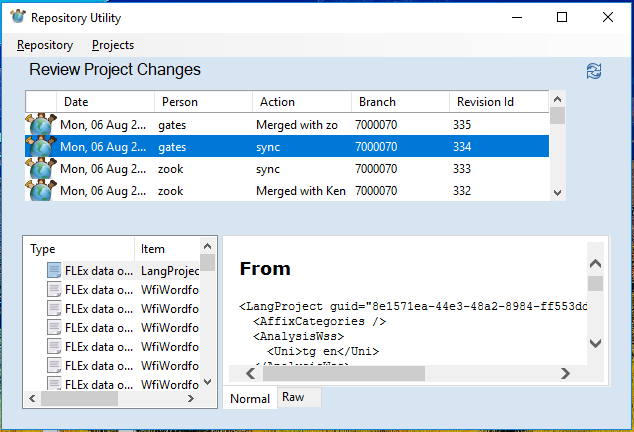 Repository Utility
Repository Projects
Review Project Changes
Date Person Action Branch Revision Id
Mon, 06 Aug 2... gates Merged with zo 7000070 335
Mon, 06 Aug 2... gates sync 7000070 334
Mon, 06 Aug 2... zook sync 7000070 333
Mon, 06 Aug 2... zook Merged with Ken 7000070 332
Type Item
FLEx data o... LangProjec
FLEx data o... WfiWordfo
FLEx data o... WfiWordfo
FLEx data o... WfiWordfo
FLEx data o... WfiWordfo
FLEx data o... WfiWordfo
FLEx data o... WfiWordfo
From
<LangProject guid="8e1571ea-44e3-48a2-8984-ff553dd
<AffixCategories />
<AnalysisWss>
<Uni>tg en</Uni>
</AnalysisWss>
Normal Raw